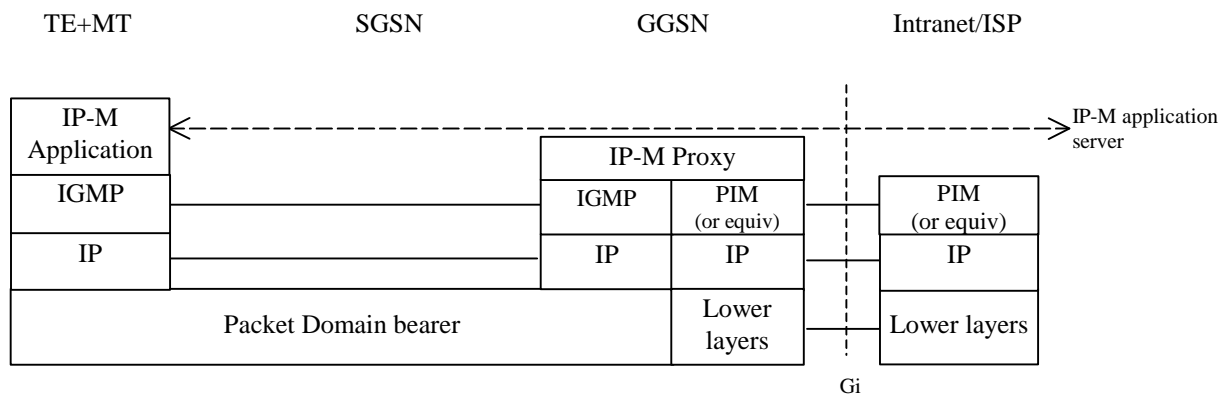 TE+MT SGSN GGSN Intranet/ISP
IP-M
Application
IP-M application
server
IP-M Proxy
IGMP IGMP PIM
(or equiv) PIM
(or equiv)
IP IP IP IP
Packet Domain bearer Lower
layers Lower layers
Gi